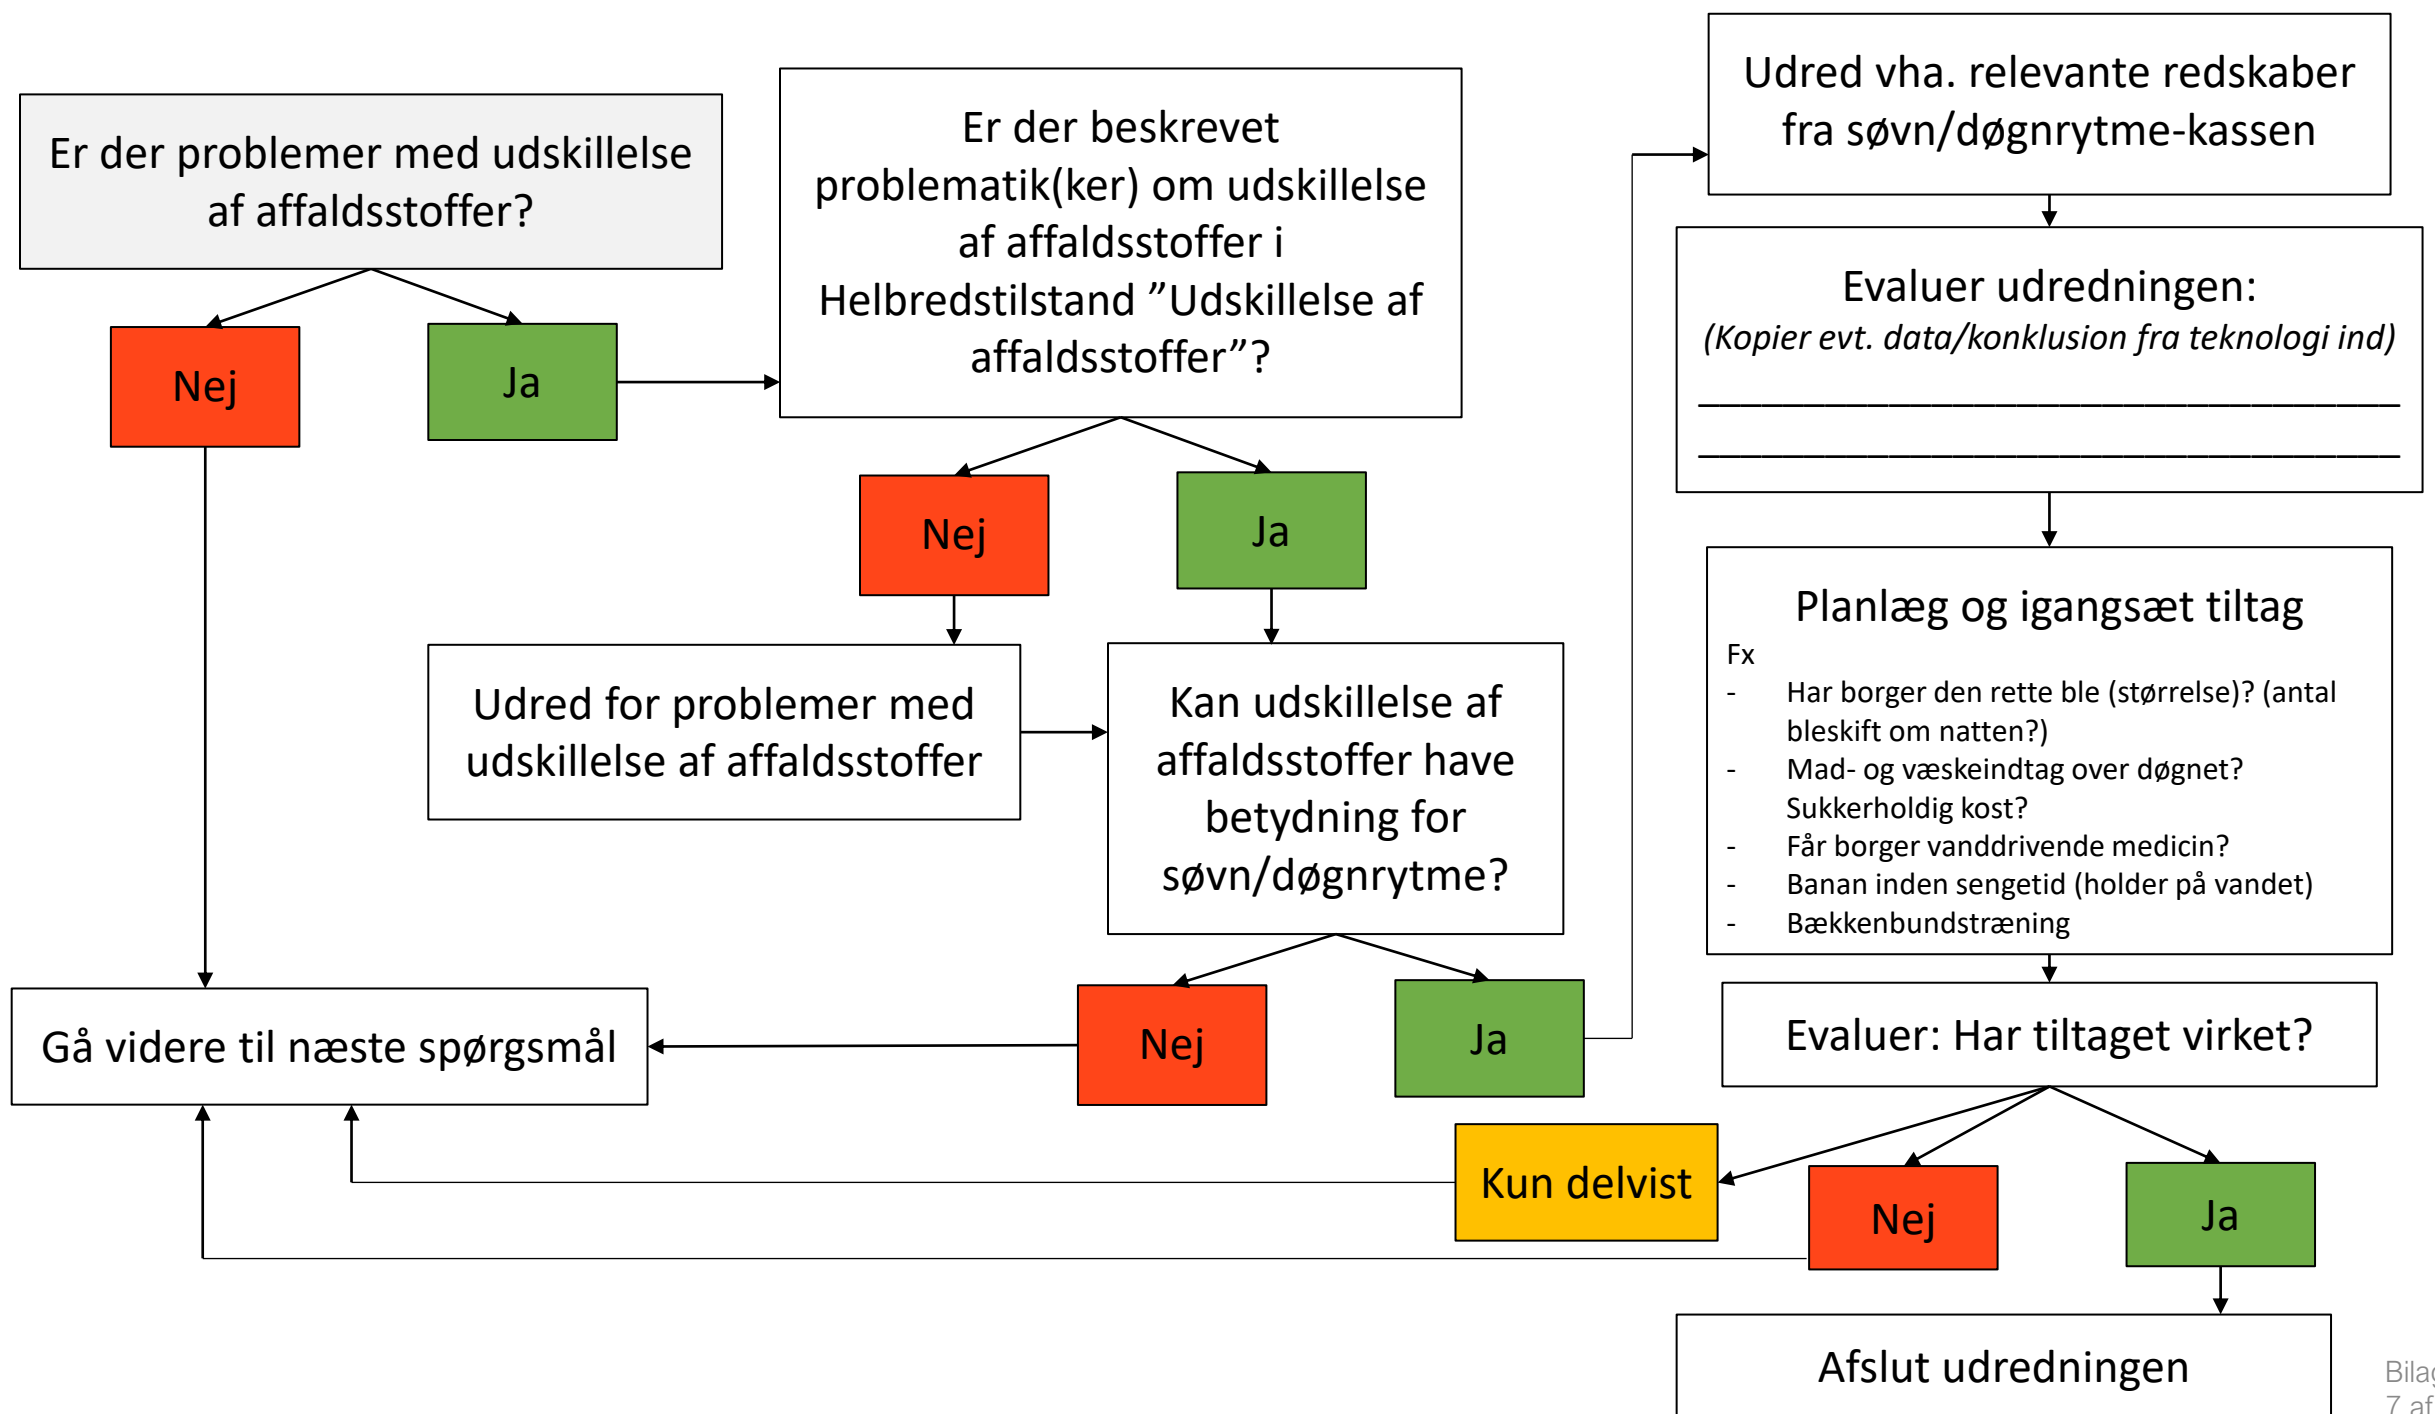 Er der problemer med udskillelse
af affaldsstoffer?
Nej
Ja
Er der beskrevet
problematik(ker) om udskillelse
af affaldsstoffer i
Helbredstilstand ”Udskillelse af
affaldsstoffer”?
Nej
Ja
Udred for problemer med
udskillelse af affaldsstoffer
Kan udskillelse af
affaldsstoffer have
betydning for
søvn/døgnrytme?
Nej
Ja
Gå videre til næste spørgsmål
Udred vha. relevante redskaber
fra søvn/døgnrytme-kassen
Evaluer udredningen:
(Kopier evt. data/konklusion fra teknologi ind)
Planlæg og igangsæt tiltag
Fx
- Har borger den rette ble (størrelse)? (antal
bleskift om natten?)
- Mad- og væskeindtag over døgnet?
Sukkerholdig kost?
- Får borger vanddrivende medicin?
- Banan inden sengetid (holder på vandet)
- Bækkenbundstræning
Evaluer: Har tiltaget virket?
Kun delvist
Nej
Ja
Afslut udredningen
7 af